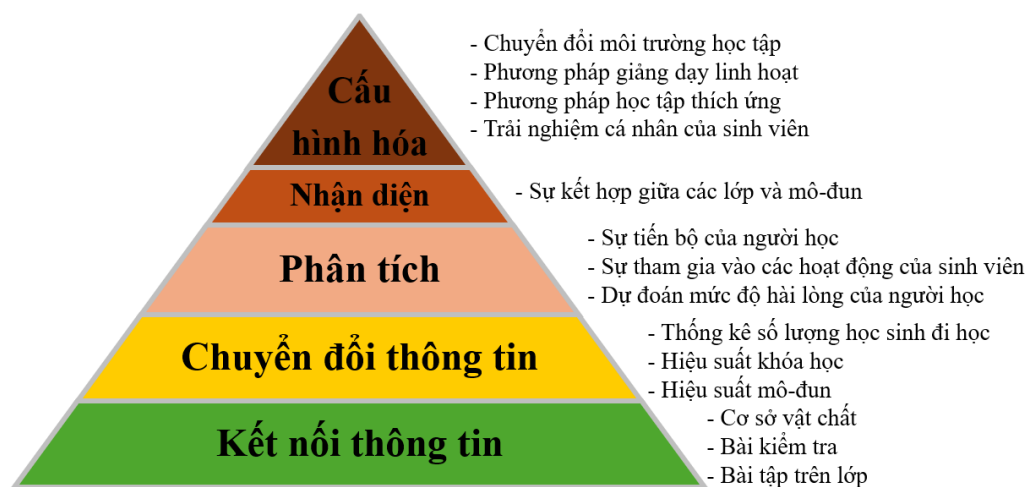 Cấu
hình hóa
- Chuyển đổi môi trường học tập
- Phương pháp giảng dạy linh hoạt
- Phương pháp học tập thích ứng
- Trải nghiệm cá nhân của sinh viên
Nhận diện
- Sự kết hợp giữa các lớp và mô-đun
Phân tích
- Sự tiến bộ của người học
- Sự tham gia vào các hoạt động của sinh viên
- Dự đoán mức độ hài lòng của người học
Chuyển đổi thông tin
- Thống kê số lượng học sinh đi học
- Hiệu suất khóa học
- Hiệu suất mô-đun
Kết nối thông tin
- Cơ sở vật chất
- Bài kiểm tra
- Bài tập trên lớp